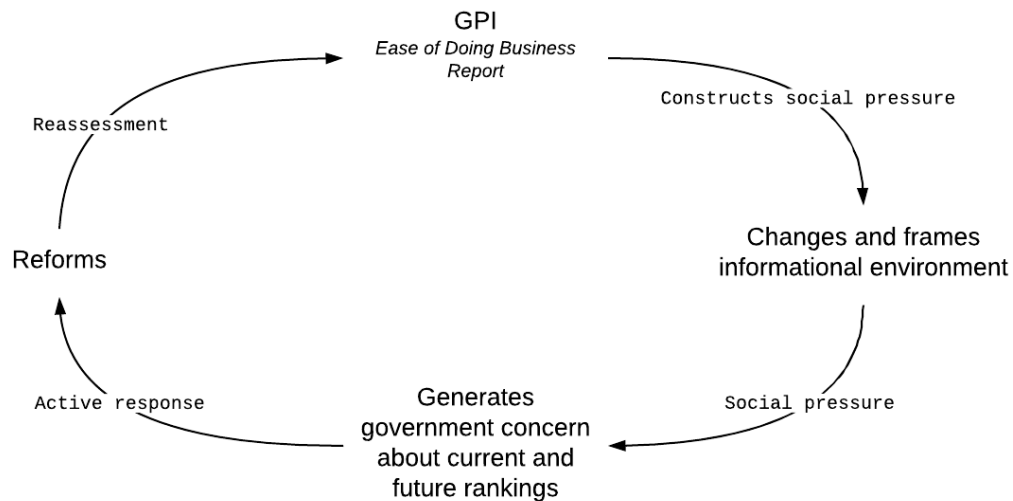 GPI
Ease of Doing Business
Report
Constructs social pressure
Reassessment
Changes and frames
informational environment
Reforms
Generates
government concern
about current and
future rankings
Social pressure
Active response